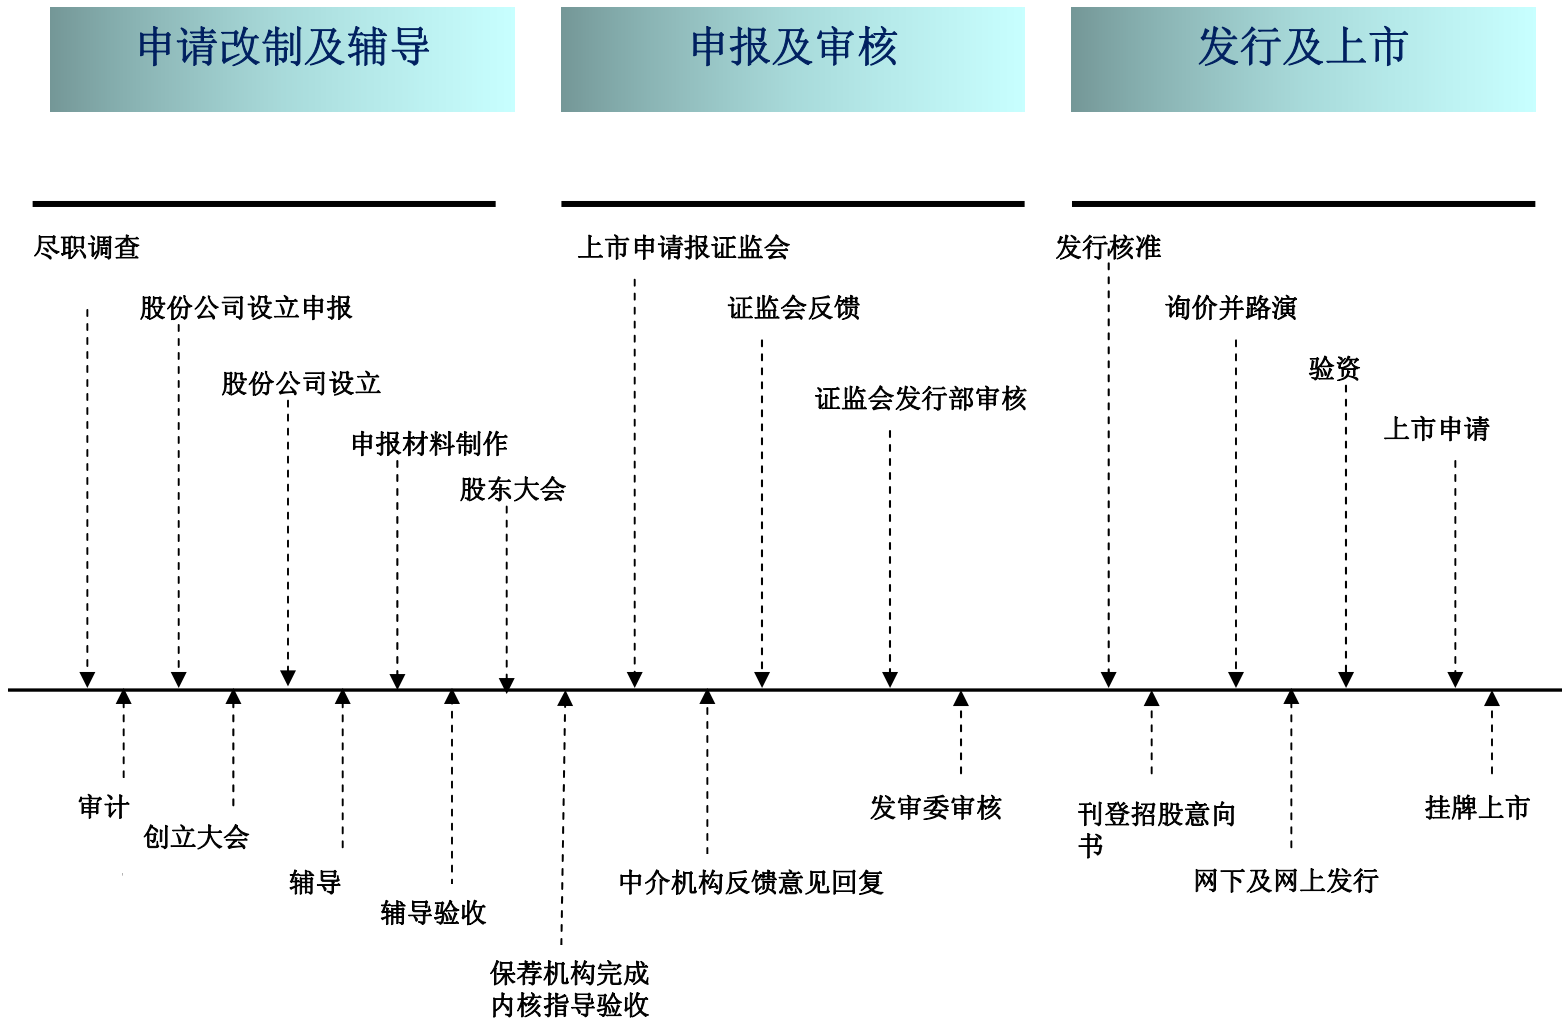 申请改制及辅导
申报及审核
发行及上市
尽职调查
上市申请报证监会
发行核准
股份公司设立申报
证监会反馈
询价并路演
股份公司设立
证监会发行部审核
验资
申报材料制作
上市申请
股东大会
审计
创立大会
辅导
辅导验收
保荐机构完成
内核指导验收
中介机构反馈意见回复
发审委审核
刊登招股意向
书
网下及网上发行
挂牌上市